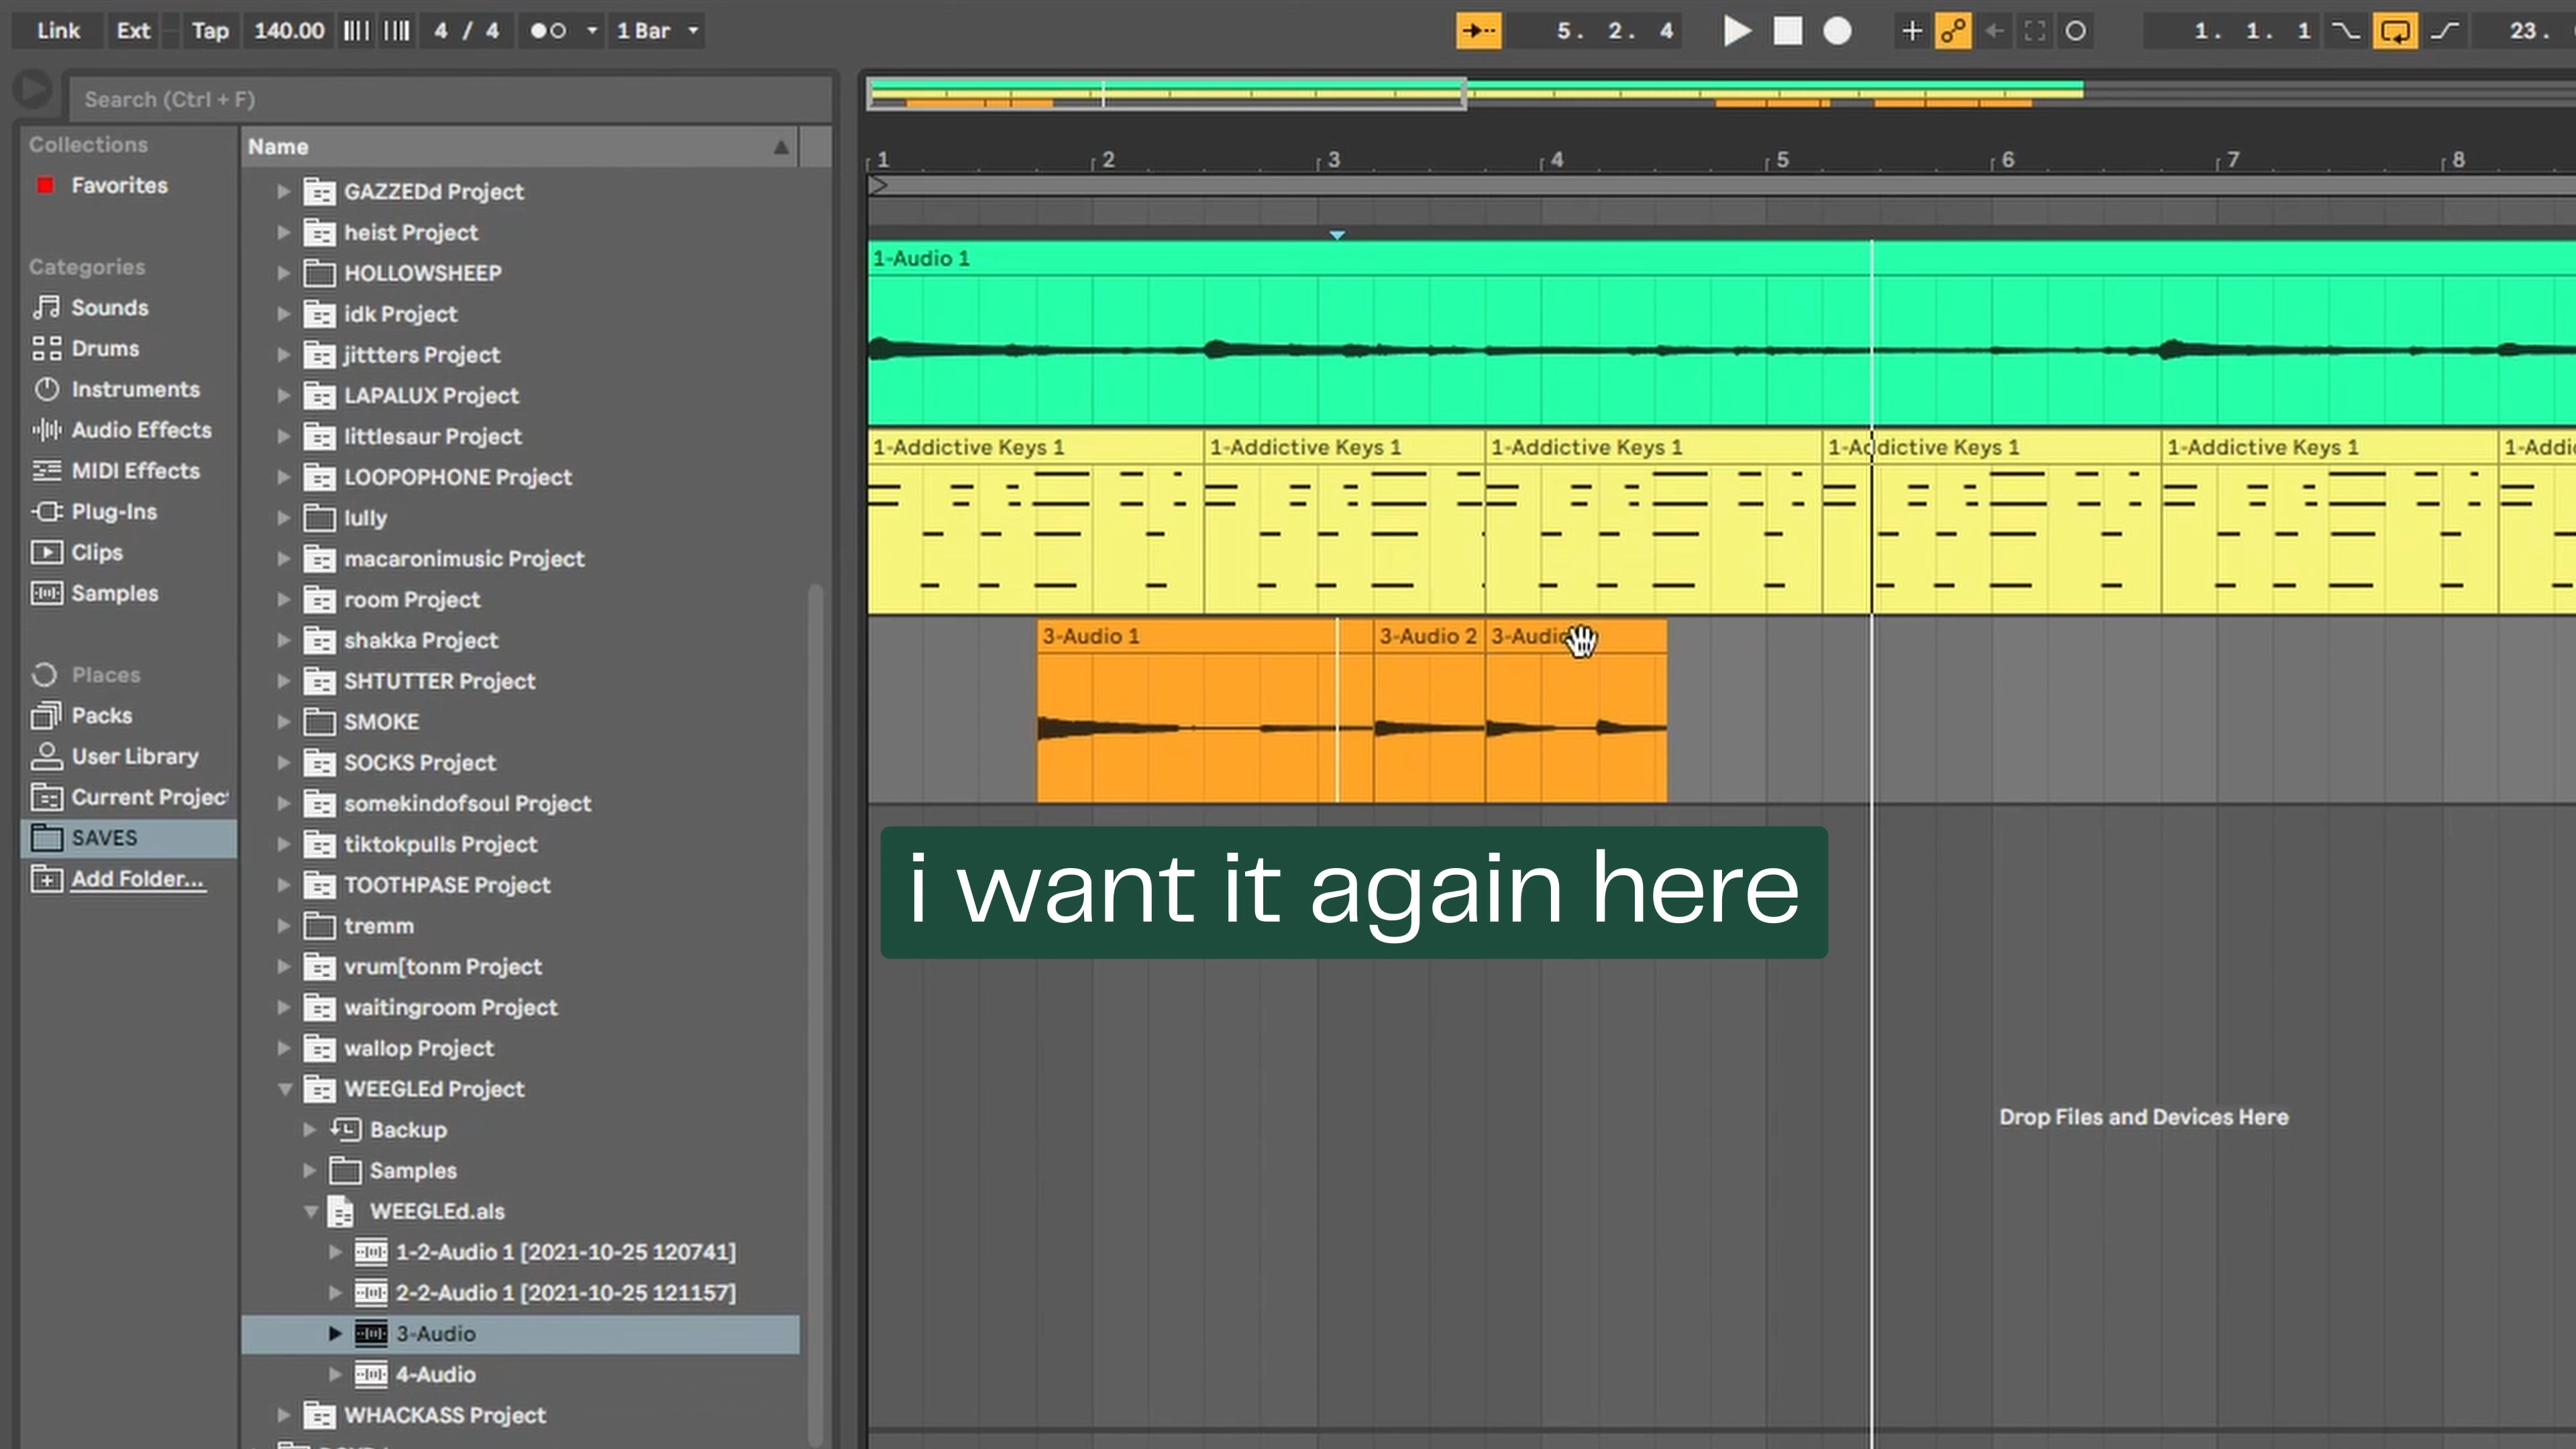 Link Ext Tap 140.00 4 / 4 1 Bar 5. 2. 4 1. 1. 1 23.
Search (Ctrl + F)
Collections
Favorites
Categories
Sounds
Drums
Instruments
Audio Effects
MIDI Effects
Plug-Ins
Clips
Samples
Places
Packs
User Library
Current Projec
SAVES
Add Folder...
Name
GAZZEDd Project
heist Project
HOLLOWSHEEP
idk Project
jittters Project
LAPALUX Project
littlesaur Project
LOOPOPHONE Project
lully
macaronimusic Project
room Project
shakka Project
SHTUTTER Project
SMOKE
SOCKS Project
somekindofsoul Project
tiktokpulls Project
TOOTHPASE Project
tremm
vrum[tonm Project
waitingroom Project
wallop Project
WEEGLEd Project
Backup
Samples
WEEGLEd.als
1-2-Audio 1 [2021-10-25 120741]
2-2-Audio 1 [2021-10-25 121157]
3-Audio
4-Audio
WHACKASS Project
1 2 3 4 5 6 7 8
1-Audio 1
1-Addictive Keys 1 1-Addictive Keys 1 1-Addictive Keys 1 1-Addictive Keys 1 1-Addictive Keys 1 1-Addi
3-Audio 1 3-Audio 2 3-Audio
i want it again here
Drop Files and Devices Here